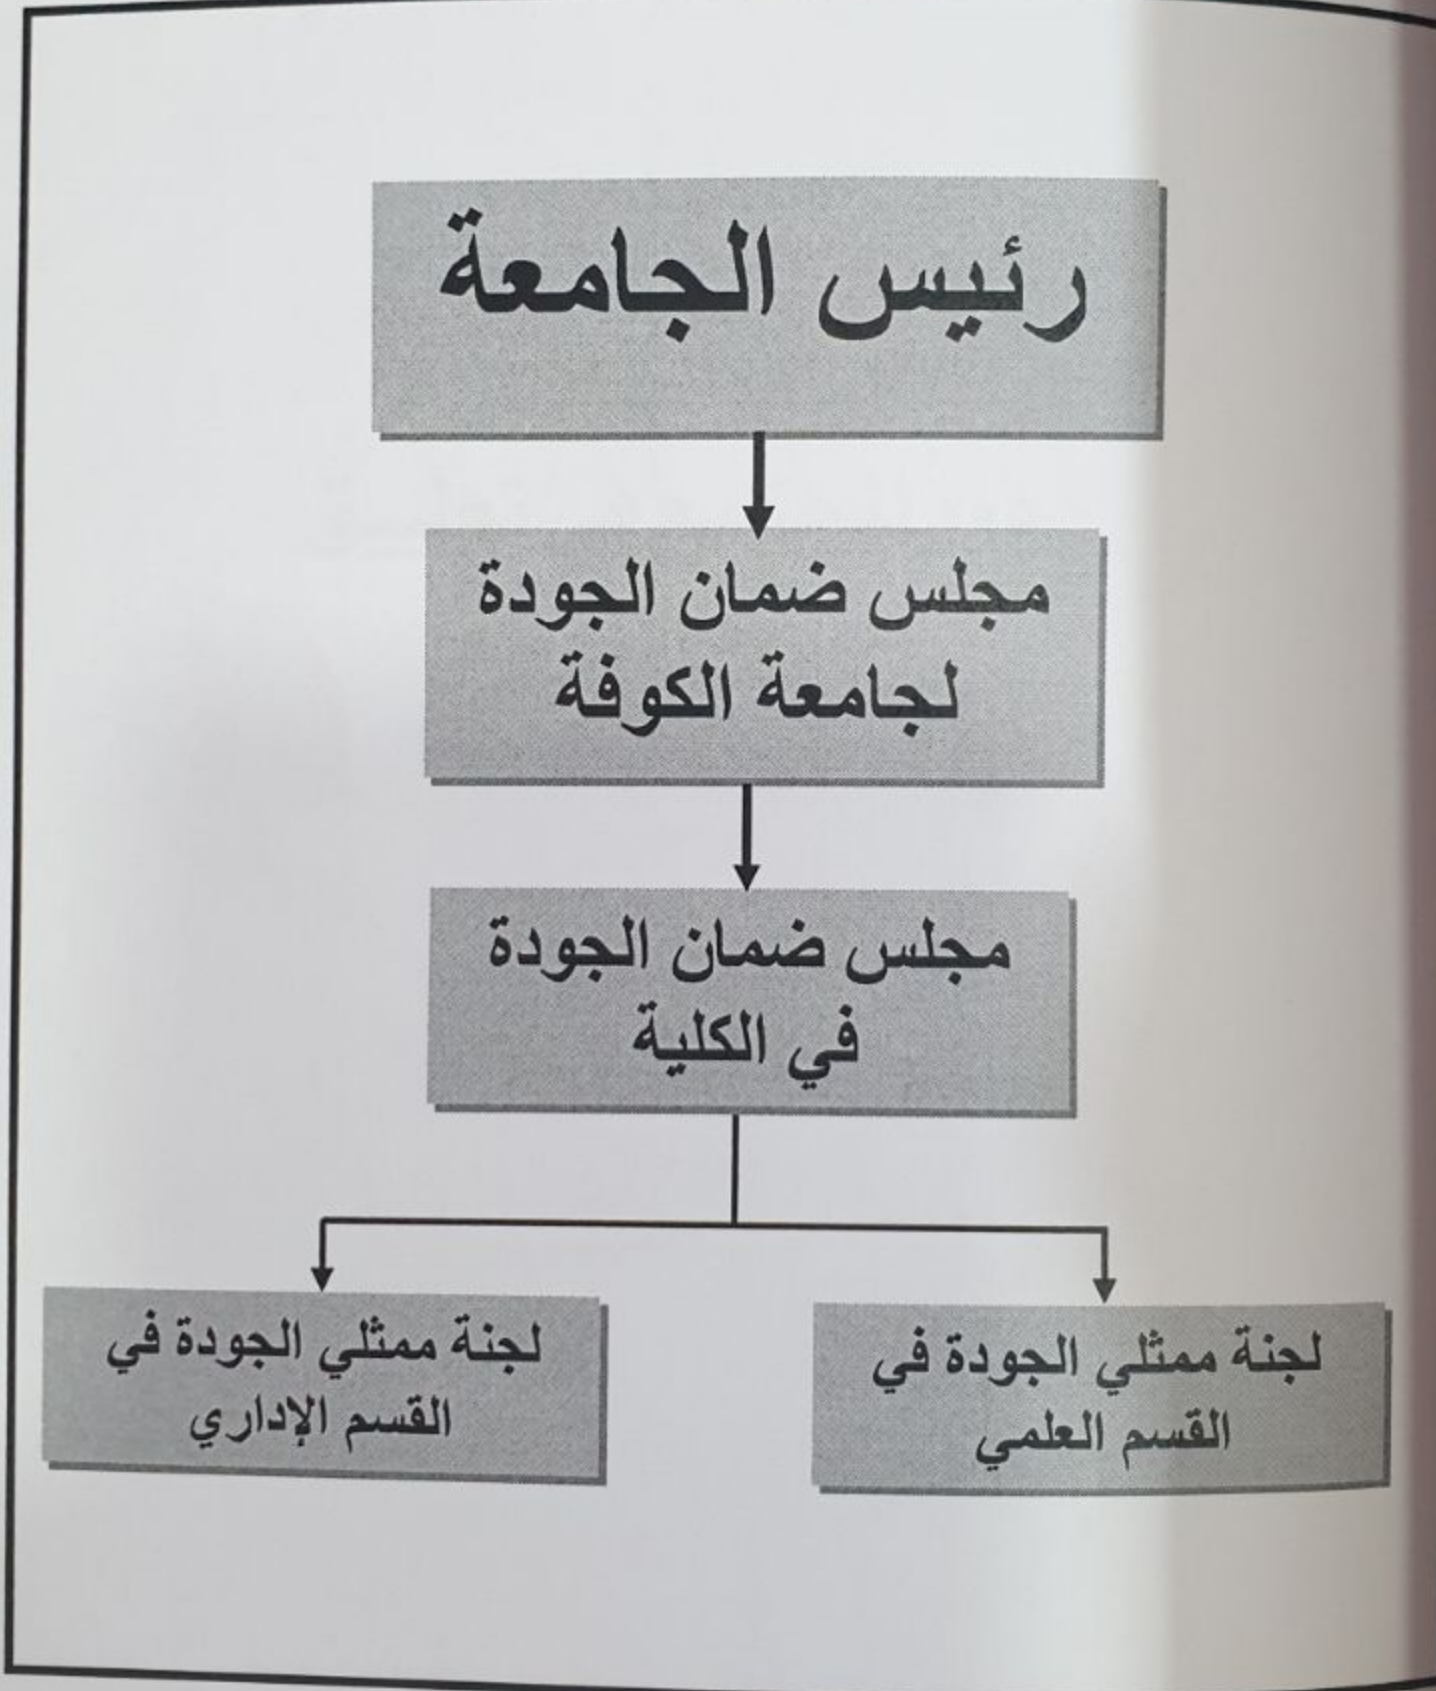 رئيس الجامعة
مجلس ضمان الجودة
لجامعة الكوفة
مجلس ضمان الجودة
في الكلية
لجنة ممثلي الجودة في
القسم العلمي
لجنة ممثلي الجودة في
القسم الإداري